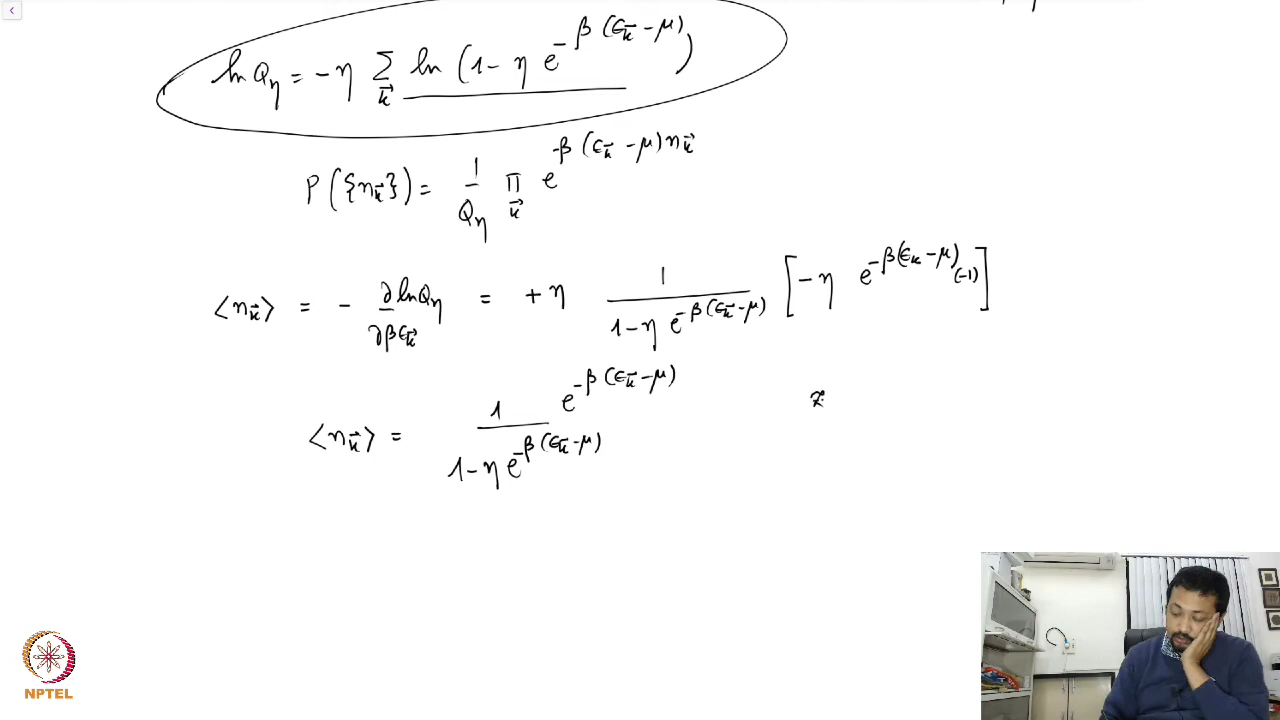 ln Q_η = - η Σ_k⃗ ln (1 - η e^{-β(ϵ_k⃗ - μ)})
P({n_k⃗}) = 1/Q_η Π_k⃗ e^{-β(ϵ_k⃗ - μ)n_k⃗}
⟨n_k⃗⟩ = - ∂ln Q_η/∂βϵ_k⃗ = + η 1/(1 - η e^{-β(ϵ_k⃗ - μ)}) [- η e^{-β(ϵ_k - μ)} (-1)]
⟨n_k⃗⟩ = 1/(1 - η e^{-β(ϵ_k⃗ - μ)}) e^{-β(ϵ_k⃗ - μ)} z
NPTEL